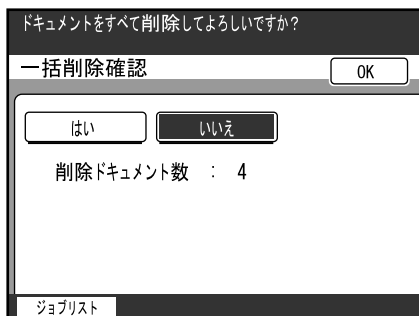 ドキュメントをすべて削除してよろしいですか?
一括削除確認
OK
はい いいえ
削除ドキュメント数 : 4
ジョブリスト